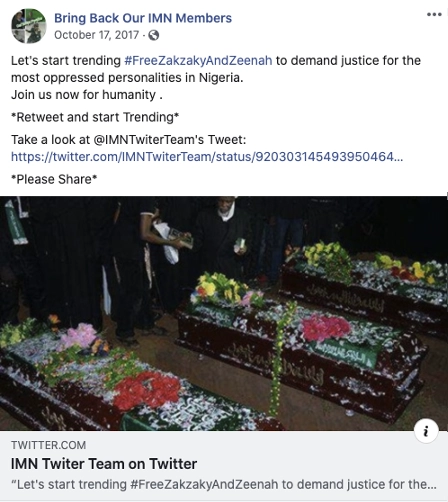 Bring Back Our IMN Members
October 17, 2017 ·
Let's start trending #FreeZakzakyAndZeenah to demand justice for the
most oppressed personalities in Nigeria.
Join us now for humanity .
*Retweet and start Trending*
Take a look at @IMNTwiterTeam's Tweet:
https://twitter.com/IMNTwiterTeam/status/920303145493950464...
*Please Share*
TWITTER.COM
IMN Twiter Team on Twitter
“Let's start trending #FreeZakzakyAndZeenah to demand justice for the...